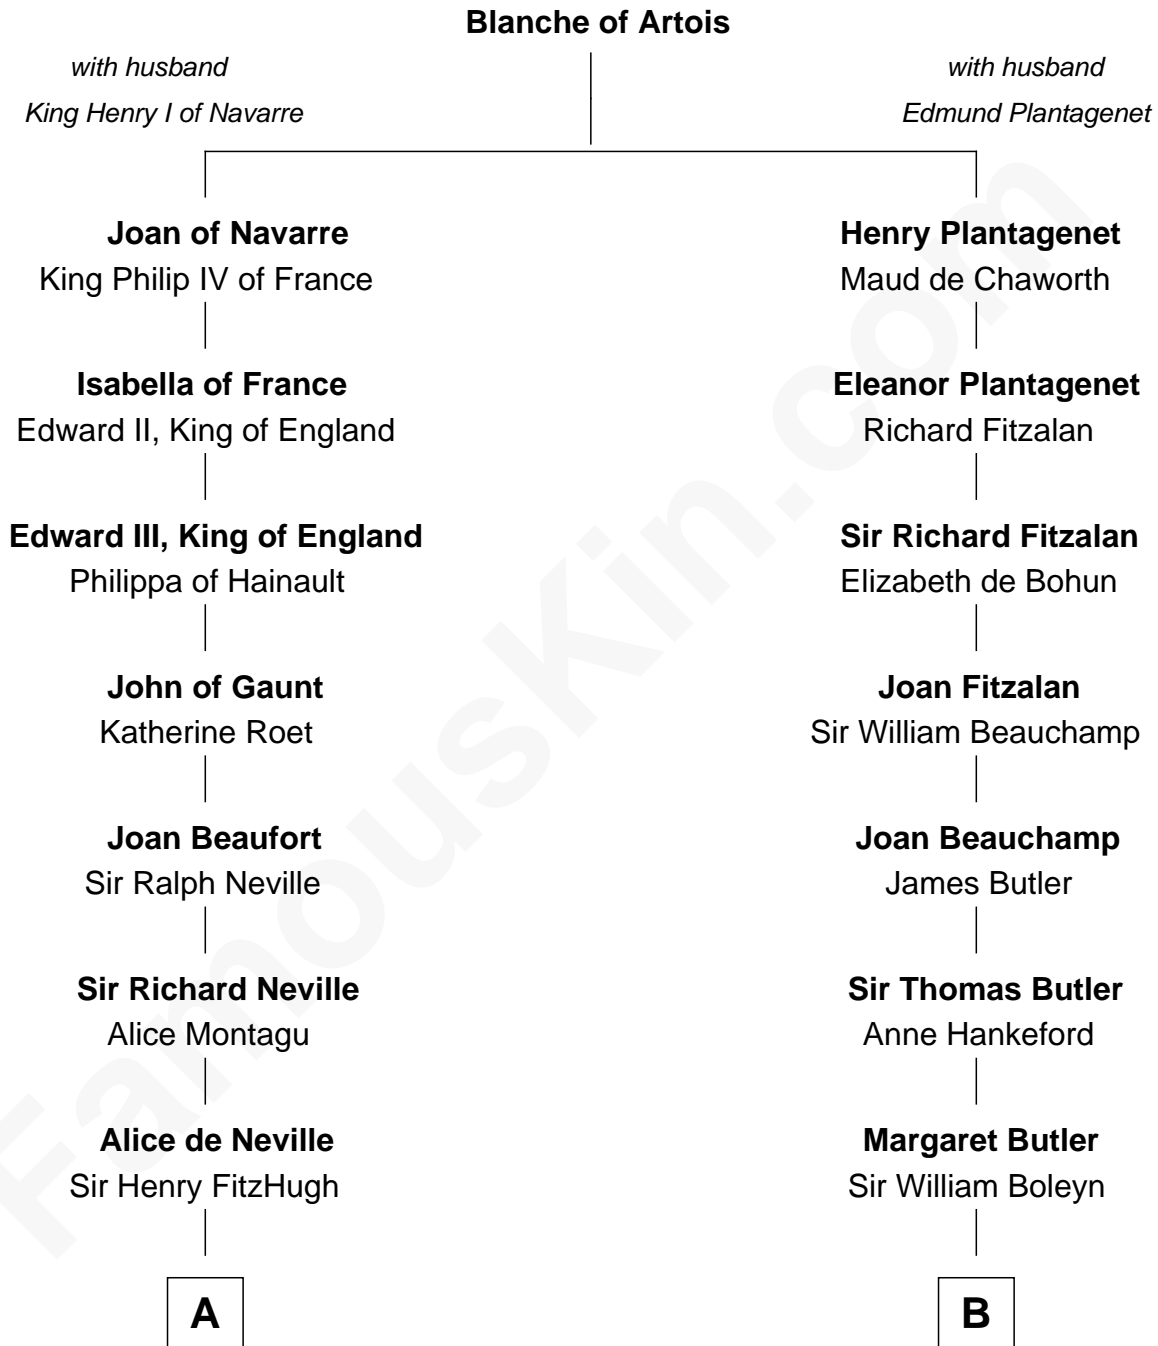 Blanche of Artois
with husband
King Henry I of Navarre
with husband
Edmund Plantagenet
Joan of Navarre
King Philip IV of France
Henry Plantagenet
Maud de Chaworth
Isabella of France
Edward II, King of England
Eleanor Plantagenet
Richard Fitzalan
Edward III, King of England
Philippa of Hainault
Sir Richard Fitzalan
Elizabeth de Bohun
John of Gaunt
Katherine Roet
Joan Fitzalan
Sir William Beauchamp
Joan Beaufort
Sir Ralph Neville
Joan Beauchamp
James Butler
Sir Richard Neville
Alice Montagu
Sir Thomas Butler
Anne Hankeford
Alice de Neville
Sir Henry FitzHugh
Margaret Butler
Sir William Boleyn
A
B
FamousKin.com